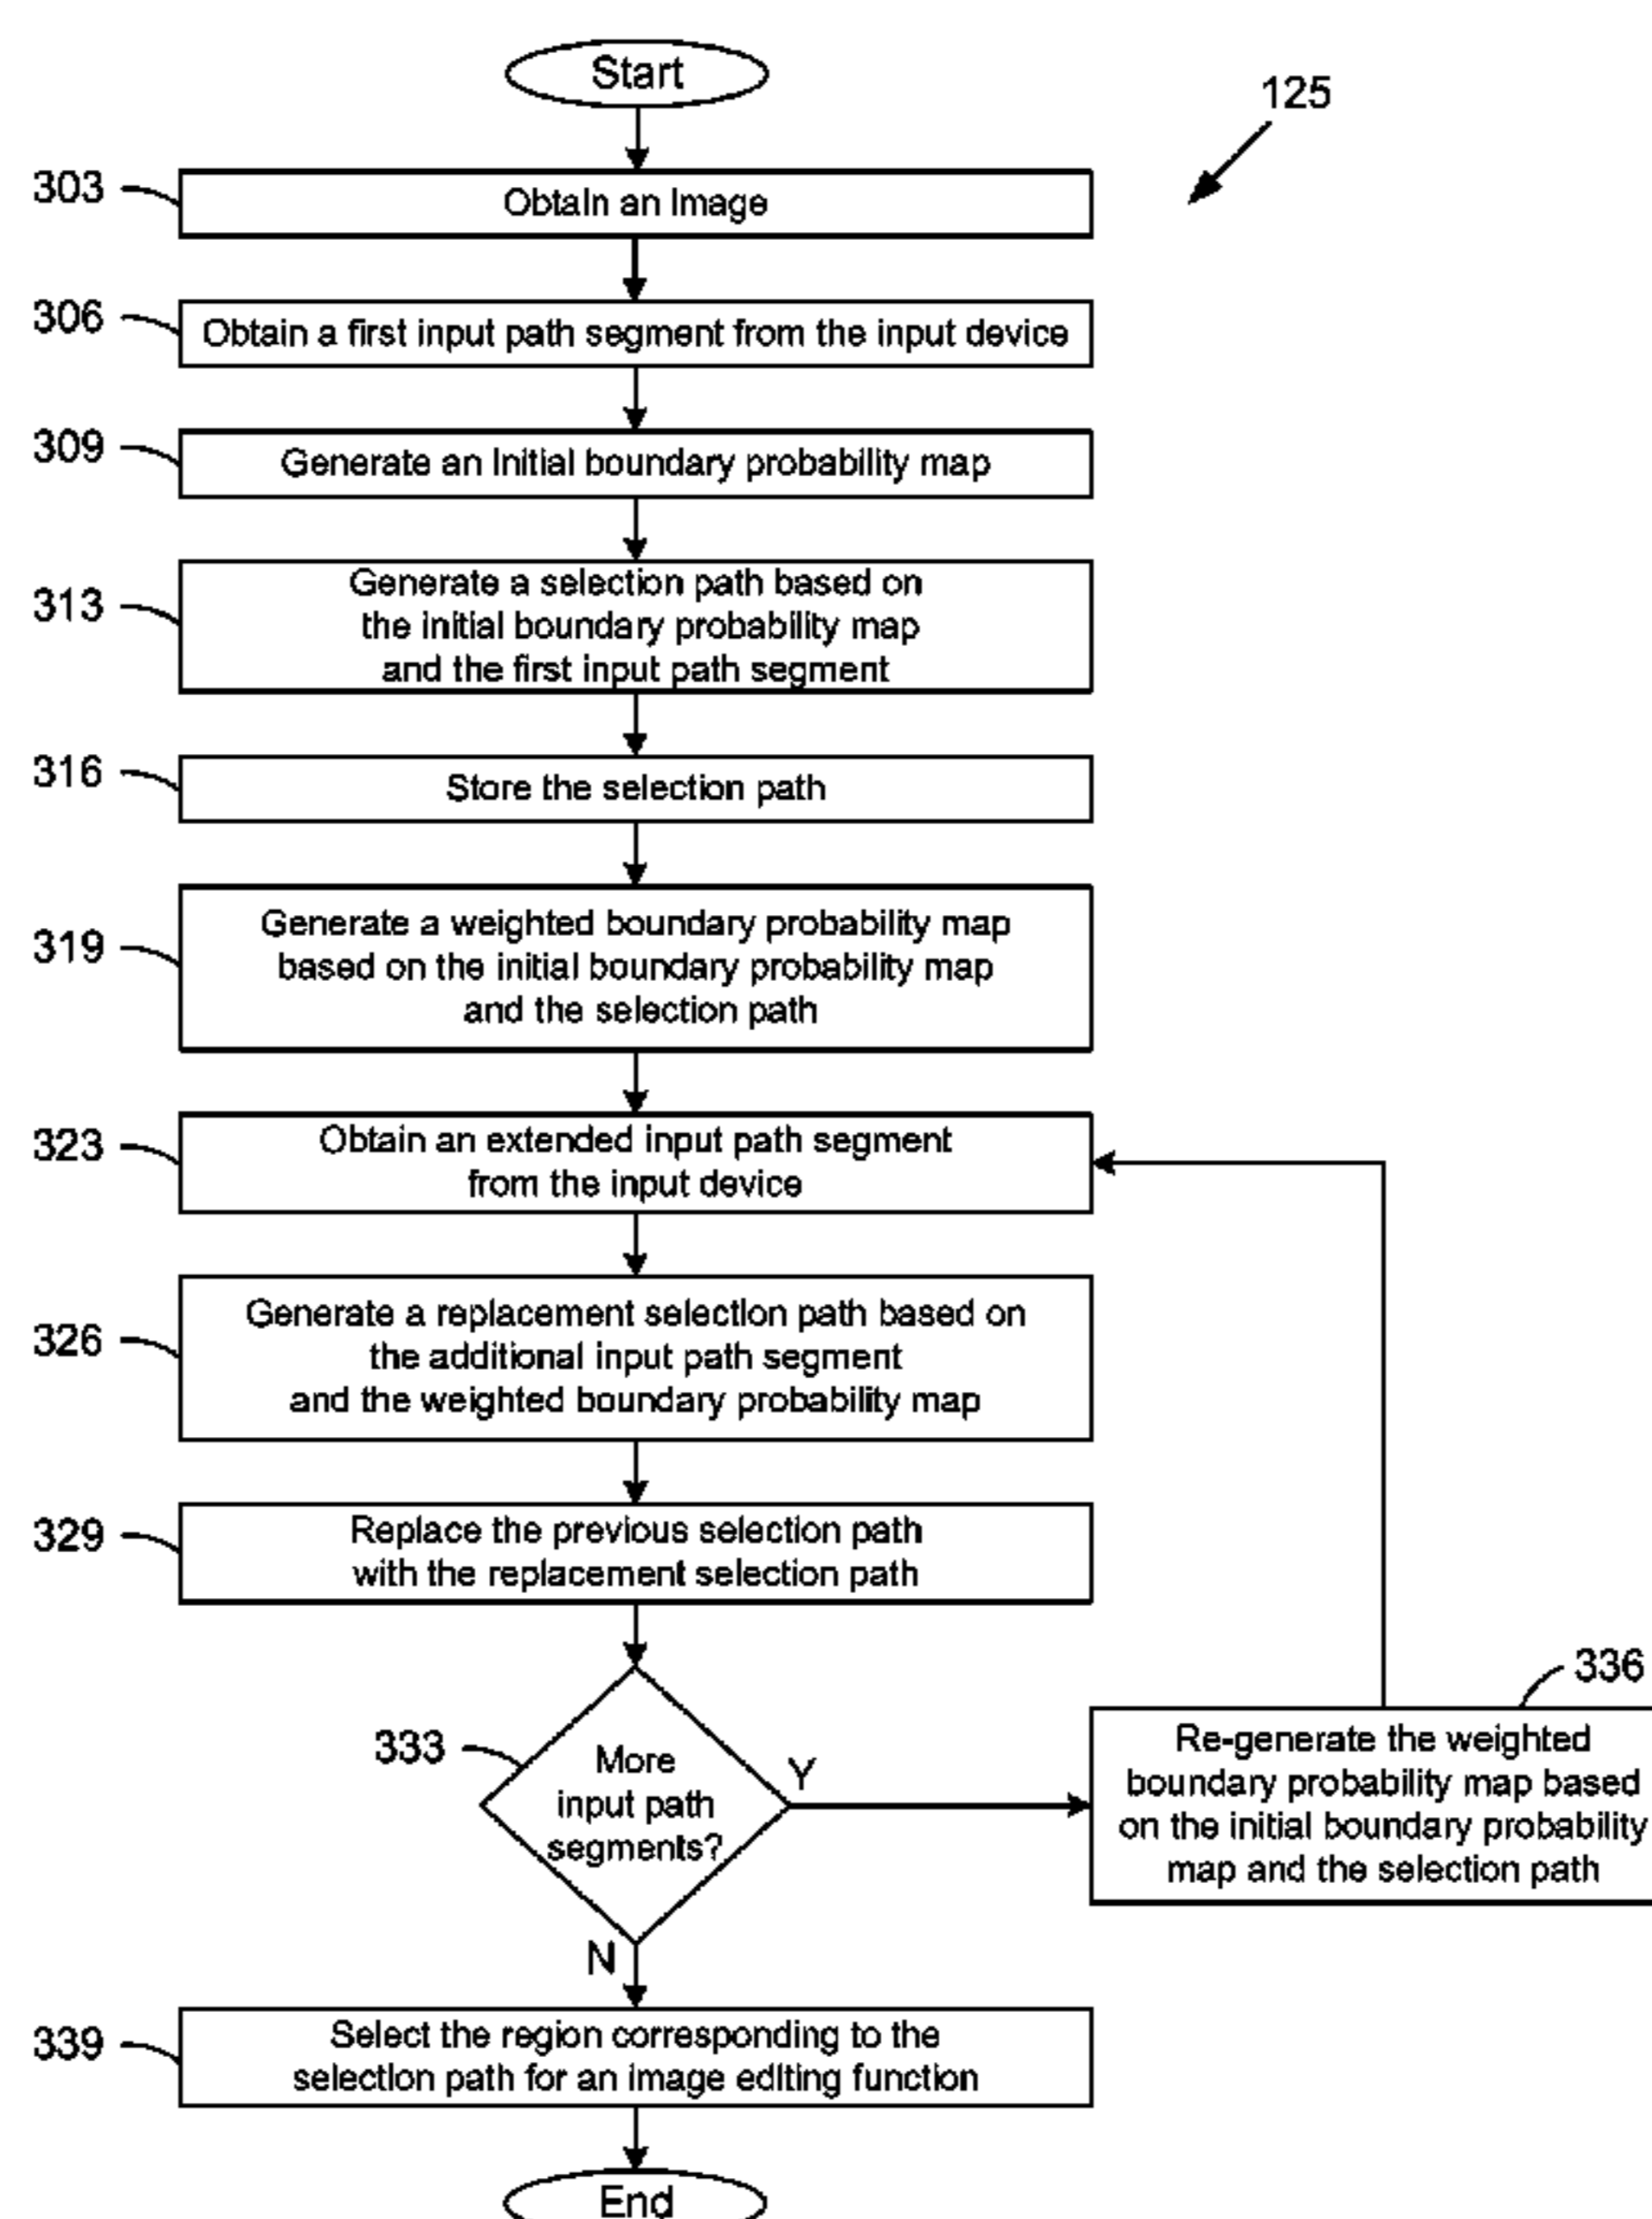 Start
125
303
Obtain an Image
306
Obtain a first input path segment from the input device
309
Generate an Initial boundary probability map
313
Generate a selection path based on
the initial boundary probability map
and the first input path segment
316
Store the selection path
319
Generate a weighted boundary probability map
based on the initial boundary probability map
and the selection path
323
Obtain an extended input path segment
from the input device
326
Generate a replacement selection path based on
the additional input path segment
and the weighted boundary probability map
329
Replace the previous selection path
with the replacement selection path
333
More
input path
segments?
Y
336
Re-generate the weighted
boundary probability map based
on the initial boundary probability
map and the selection path
N
339
Select the region corresponding to the
selection path for an image editing function
End